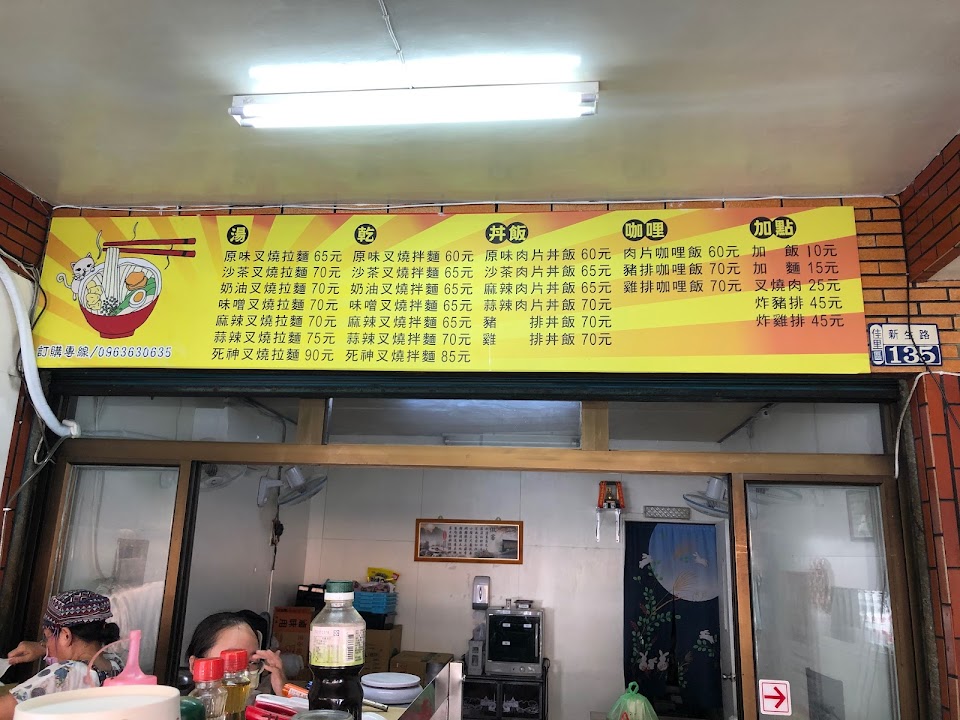 湯
原味叉燒拉麵 65元
沙茶叉燒拉麵 70元
奶油叉燒拉麵 70元
味噌叉燒拉麵 70元
麻辣叉燒拉麵 70元
蒜辣叉燒拉麵 75元
死神叉燒拉麵 90元
乾
原味叉燒拌麵 60元
沙茶叉燒拌麵 65元
奶油叉燒拌麵 65元
味噌叉燒拌麵 65元
麻辣叉燒拌麵 65元
蒜辣叉燒拌麵 70元
死神叉燒拌麵 85元
丼飯
原味肉片丼飯 60元
沙茶肉片丼飯 65元
麻辣肉片丼飯 65元
蒜辣肉片丼飯 70元
豬排丼飯 70元
雞排丼飯 70元
咖哩
肉片咖哩飯 60元
豬排咖哩飯 70元
雞排咖哩飯 70元
加點
加飯 10元
加麵 15元
叉燒肉 25元
炸豬排 45元
炸雞排 45元
訂購專線/0963630635
佳里區
新生路
135